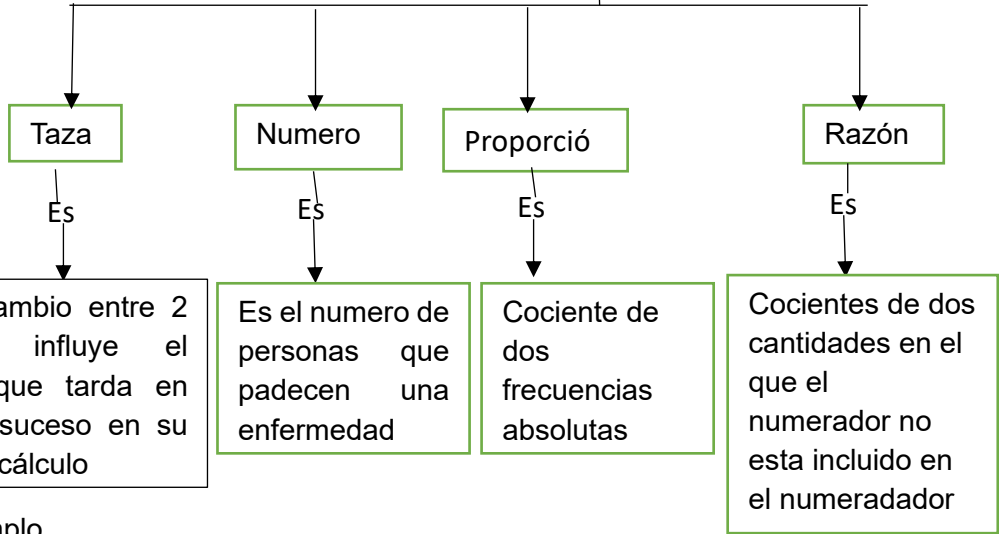 Taza
Numero
Proporció
Razón
Es
Es
Es
Es
ambio entre 2
influye el
que tarda en
suceso en su
cálculo
Es el numero de
personas que
padecen una
enfermedad
Cociente de
dos
frecuencias
absolutas
Cocientes de dos
cantidades en el
que el
numerador no
esta incluido en
el numeradador